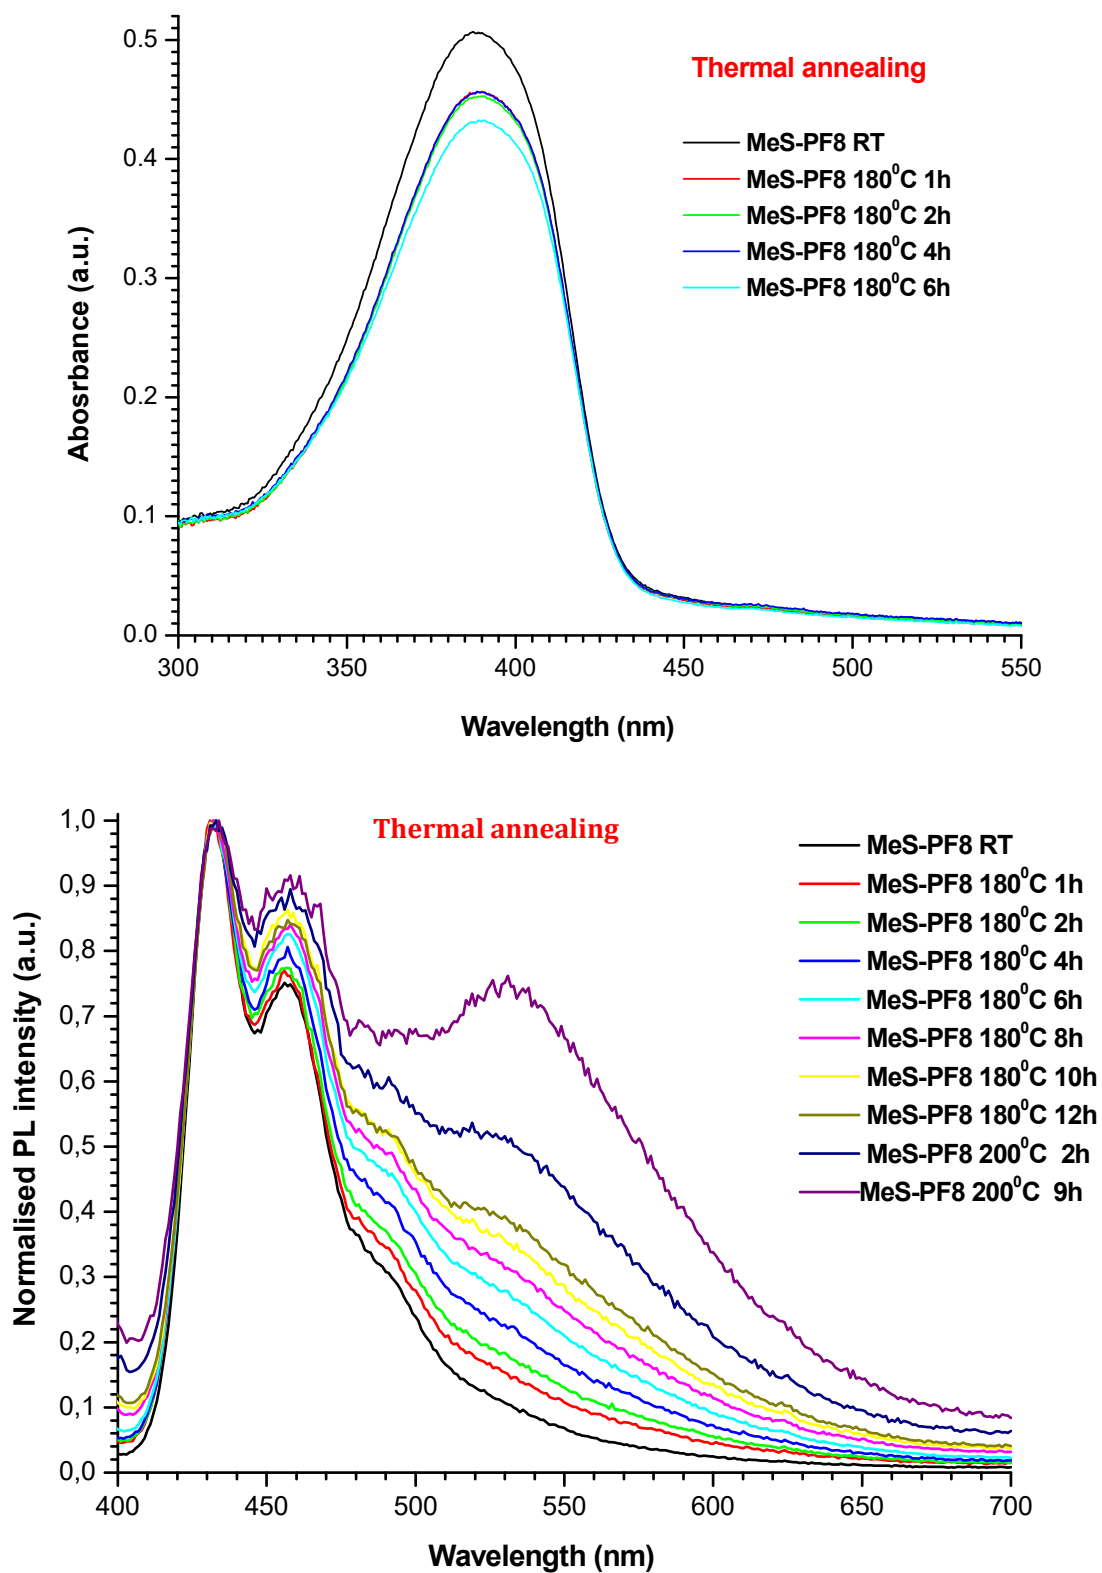 Thermal annealing
MeS-PF8 RT
MeS-PF8 180⁰C 1h
MeS-PF8 180⁰C 2h
MeS-PF8 180⁰C 4h
MeS-PF8 180⁰C 6h
0.5
0.4
0.3
0.2
0.1
0.0
Abosrbance (a.u.)
300 350 400 450 500 550
Wavelength (nm)
Thermal annealing
MeS-PF8 RT
MeS-PF8 180⁰C 1h
MeS-PF8 180⁰C 2h
MeS-PF8 180⁰C 4h
MeS-PF8 180⁰C 6h
MeS-PF8 180⁰C 8h
MeS-PF8 180⁰C 10h
MeS-PF8 180⁰C 12h
MeS-PF8 200⁰C 2h
MeS-PF8 200⁰C 9h
1,0
0,9
0,8
0,7
0,6
0,5
0,4
0,3
0,2
0,1
0,0
Normalised PL intensity (a.u.)
400 450 500 550 600 650 700
Wavelength (nm)